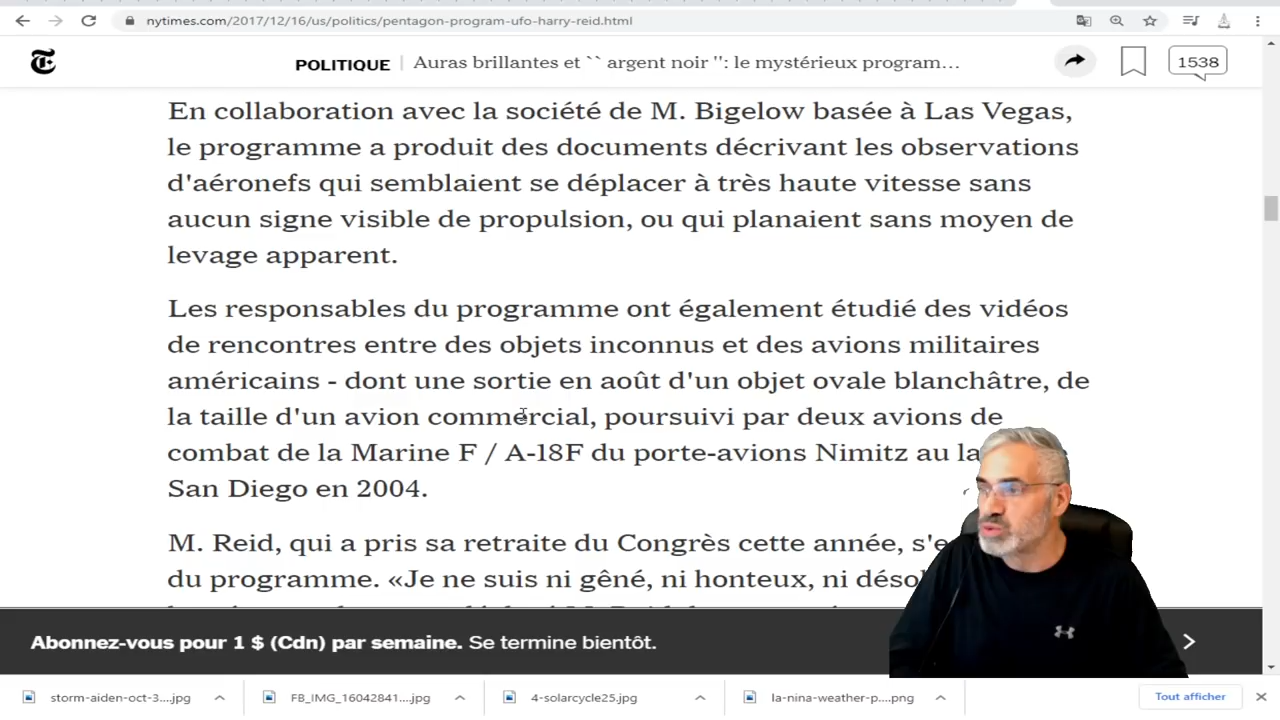 nytimes.com/2017/12/16/us/politics/pentagon-program-ufo-harry-reid.html
POLITIQUE | Auras brillantes et `` argent noir '': le mystérieux program…
1538
En collaboration avec la société de M. Bigelow basée à Las Vegas,
le programme a produit des documents décrivant les observations
d'aéronefs qui semblaient se déplacer à très haute vitesse sans
aucun signe visible de propulsion, ou qui planaient sans moyen de
levage apparent.
Les responsables du programme ont également étudié des vidéos
de rencontres entre des objets inconnus et des avions militaires
américains - dont une sortie en août d'un objet ovale blanchâtre, de
la taille d'un avion commercial, poursuivi par deux avions de
combat de la Marine F / A-18F du porte-avions Nimitz au
San Diego en 2004.
M. Reid, qui a pris sa retraite du Congrès cette année,
du programme. «Je ne suis ni gêné, ni honteux, ni
Abonnez-vous pour 1 $ (Cdn) par semaine. Se termine bientôt.
storm-aiden-oct-3....jpg
FB_IMG_16042841....jpg
4-solarcycle25.jpg
la-nina-weather-p....png
Tout afficher